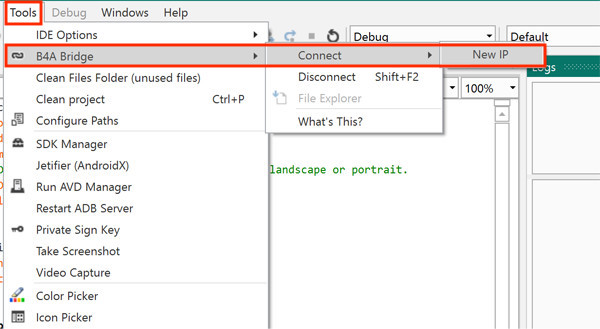 Tools Debug Windows Help
IDE Options Debug Default
B4A Bridge Connect New IP
Logs
Clean Files Folder (unused files) Disconnect Shift+F2 100%
Clean project Ctrl+P File Explorer
Configure Paths What's This?
SDK Manager
Jetifier (AndroidX) landscape or portrait.
Run AVD Manager
Restart ADB Server
Private Sign Key
Take Screenshot
Video Capture
Color Picker
Icon Picker